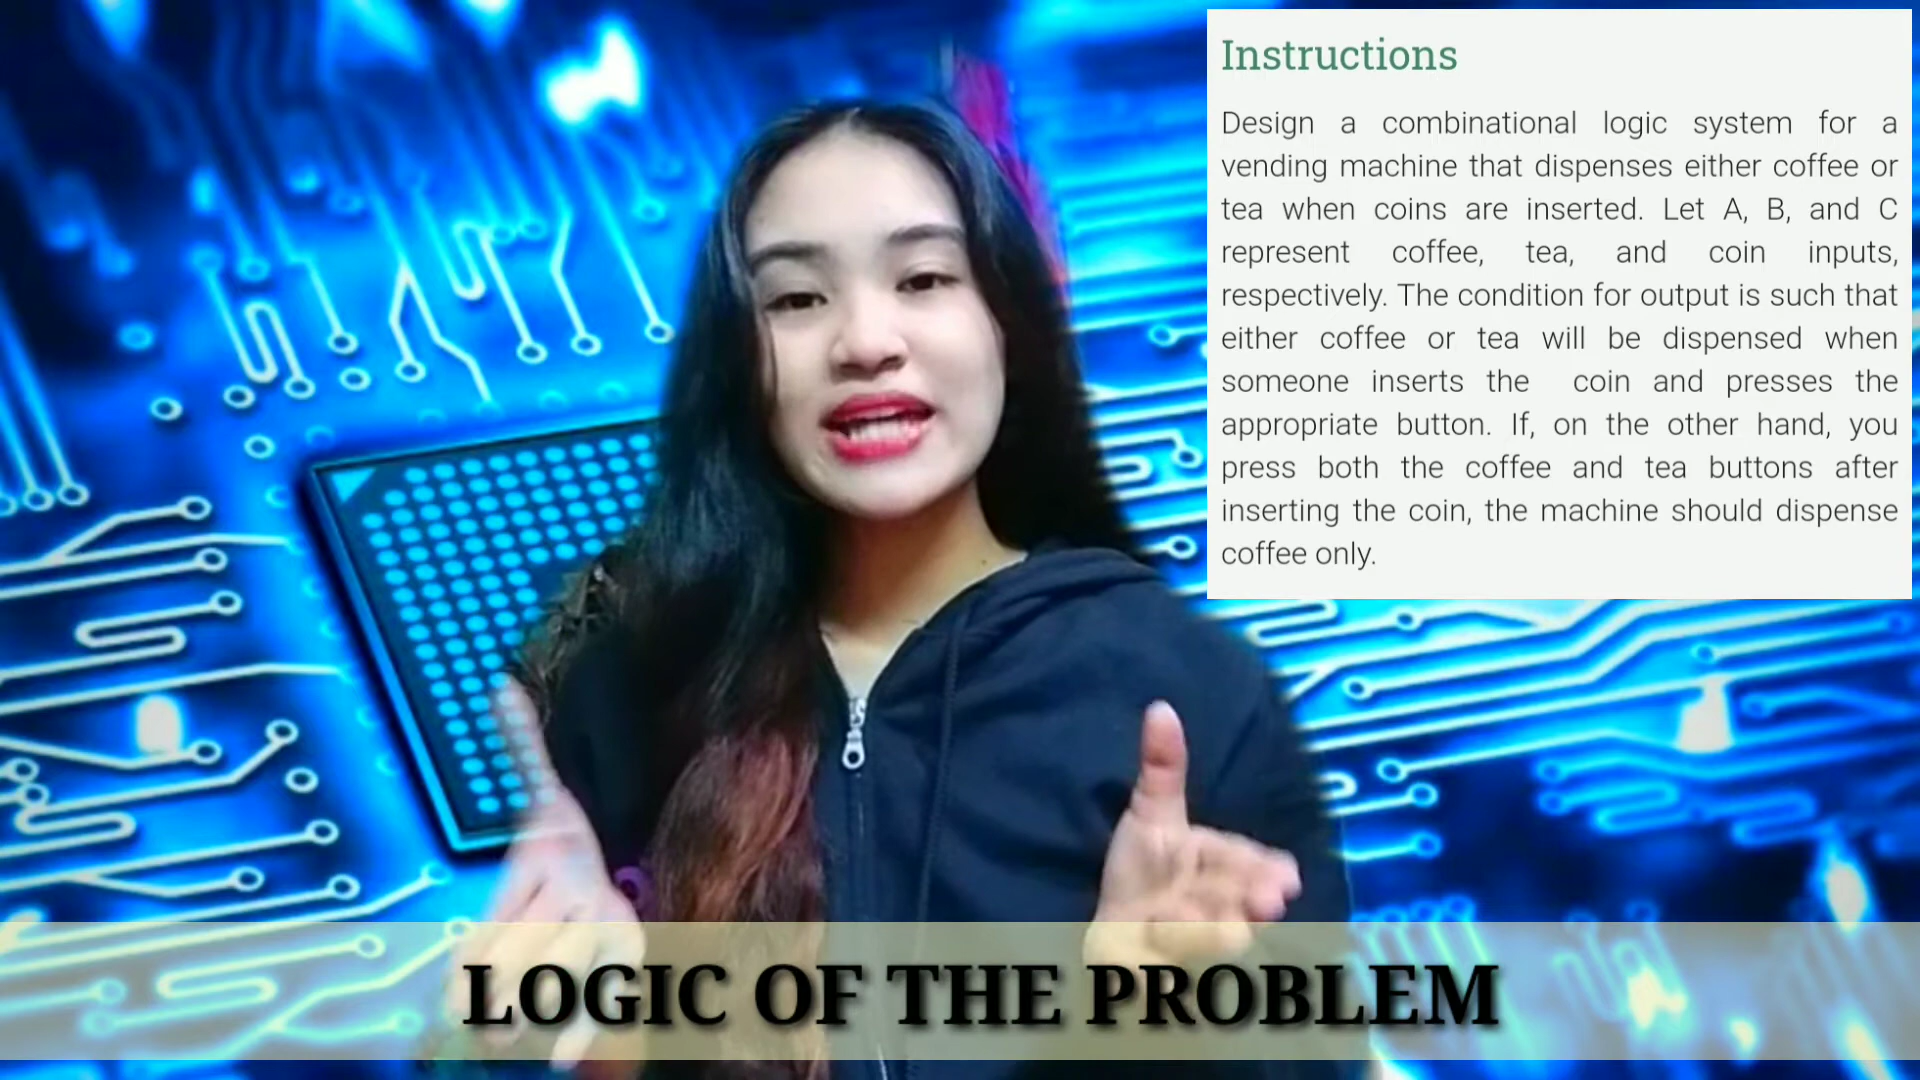 Instructions
Design a combinational logic system for a
vending machine that dispenses either coffee or
tea when coins are inserted. Let A, B, and C
represent coffee, tea, and coin inputs,
respectively. The condition for output is such that
either coffee or tea will be dispensed when
someone inserts the coin and presses the
appropriate button. If, on the other hand, you
press both the coffee and tea buttons after
inserting the coin, the machine should dispense
coffee only.
LOGIC OF THE PROBLEM